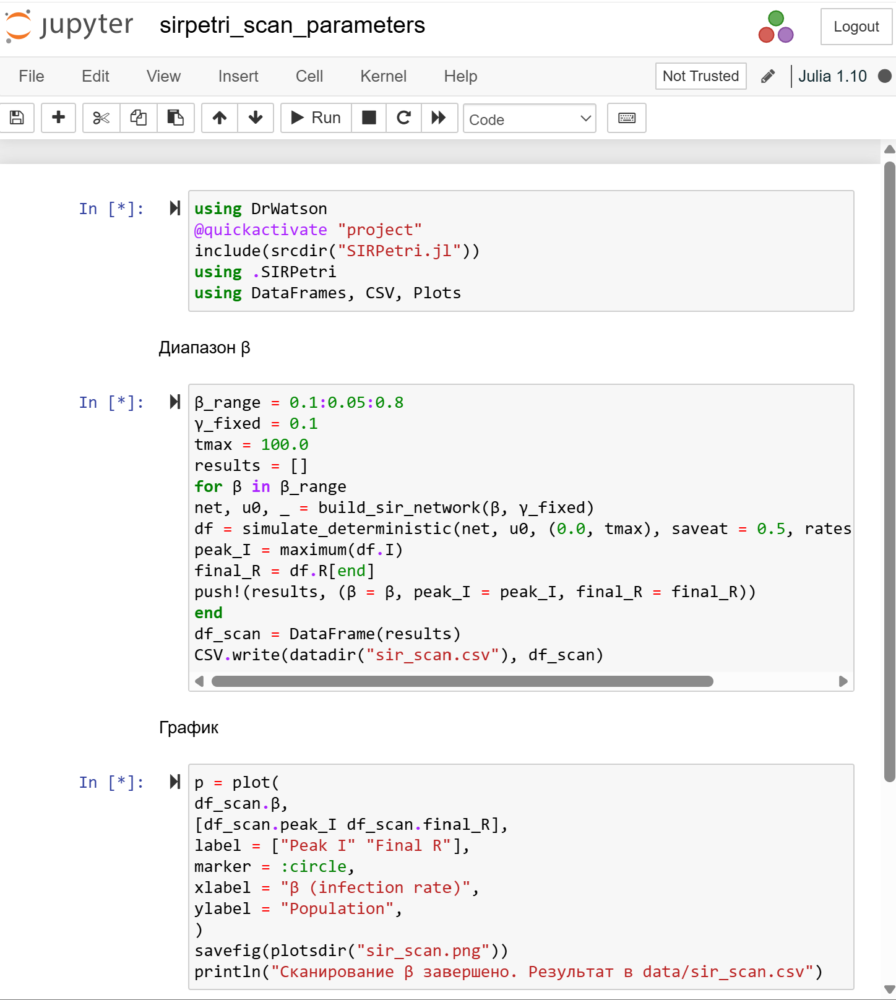 jupyter sirpetri_scan_parameters Logout
File Edit View Insert Cell Kernel Help Not Trusted Julia 1.10
Run Code
In [*]:
using DrWatson
@quickactivate "project"
include(srcdir("SIRPetri.jl"))
using .SIRPetri
using DataFrames, CSV, Plots
Диапазон β
In [*]:
β_range = 0.1:0.05:0.8
γ_fixed = 0.1
tmax = 100.0
results = []
for β in β_range
net, u0, _ = build_sir_network(β, γ_fixed)
df = simulate_deterministic(net, u0, (0.0, tmax), saveat = 0.5, rates
peak_I = maximum(df.I)
final_R = df.R[end]
push!(results, (β = β, peak_I = peak_I, final_R = final_R))
end
df_scan = DataFrame(results)
CSV.write(datadir("sir_scan.csv"), df_scan)
График
In [*]:
p = plot(
df_scan.β,
[df_scan.peak_I df_scan.final_R],
label = ["Peak I" "Final R"],
marker = :circle,
xlabel = "β (infection rate)",
ylabel = "Population",
)
savefig(plotsdir("sir_scan.png"))
println("Сканирование β завершено. Результат в data/sir_scan.csv")